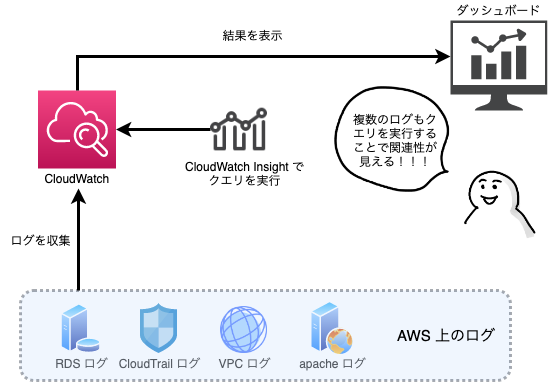 ダッシュボード
結果を表示
複数のログもク
エリを実行する
ことで関連性が
見える！！！
CloudWatch
CloudWatch Insight で
クエリを実行
ログを収集
AWS 上のログ
RDS ログ
CloudTrail ログ
VPC ログ
apache ログ